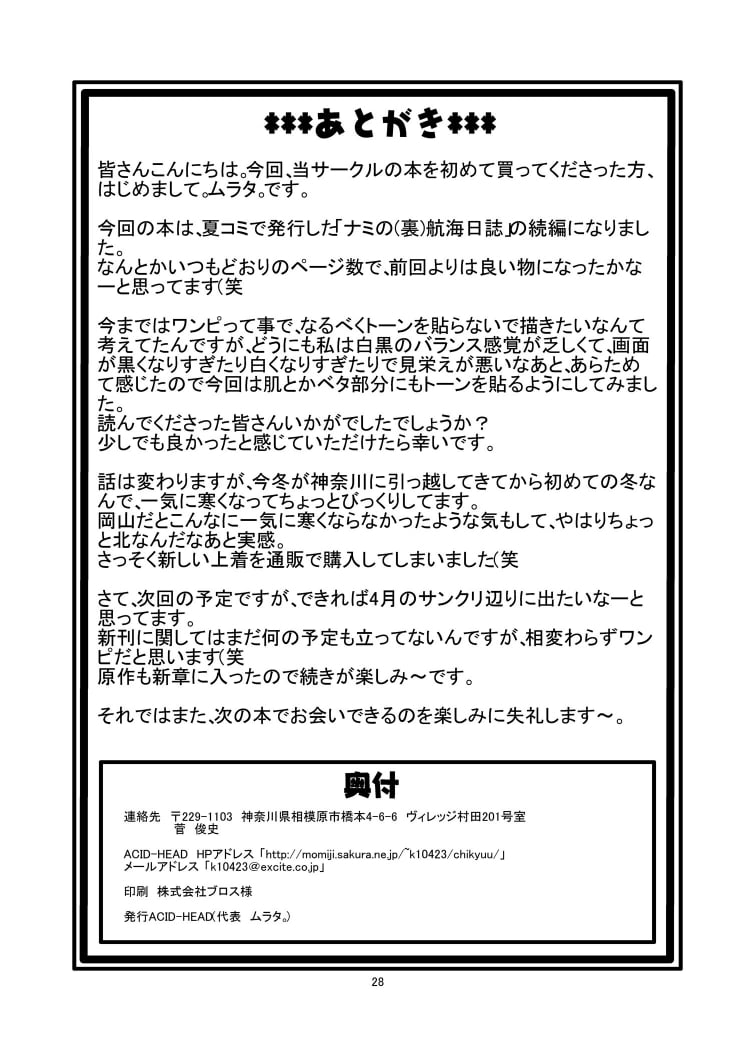 ***あとがき***
皆さんこんにちは。今回、当サークルの本を初めて買ってくださった方、
はじめまして。ムラタ。です。
今回の本は、夏コミで発行した「ナミの(裏)航海日誌」の続編になりまし
た。
なんとかいつもどおりのページ数で、前回よりは良い物になったかな
ーと思ってます(笑
今まではワンピって事で、なるべくトーンを貼らないで描きたいなんて
考えてたんですが、どうにも私は白黒のバランス感覚が乏しくて、画面
が黒くなりすぎたり白くなりすぎたりで見栄えが悪いなあと、あらためて
て感じたので今回は肌とかベタ部分にもトーンを貼るようにしてみまし
た。
読んでくださった皆さんいかがでしたでしょうか？
少しでも良かったと感じていただけたら幸いです。
話は変わりますが、今冬が神奈川に引っ越してきてから初めての冬な
んで、一気に寒くなってちょっとびっくりしてます。
岡山だとこんなに一気に寒くならなかったような気もして、やはりちょっ
と北なんだなあと実感。
さっそく新しい上着を通販で購入してしまいました(笑
さて、次回の予定ですが、できれば4月のサンクリ辺りに出たいなーと
思ってます。
新刊に関してはまだ何の予定も立ってないんですが、相変わらずワン
ピだと思います(笑
原作も新章に入ったので続きが楽しみ～です。
それではまた、次の本でお会いできるのを楽しみに失礼します～。
奥付
連絡先 〒229-1103 神奈川県相模原市橋本4-6-6 ヴィレッジ村田201号室
菅 俊史
ACID-HEAD HPアドレス 「http://momiji.sakura.ne.jp/~k10423/chikyuu/」
メールアドレス 「k10423@excite.co.jp」
印刷 株式会社ブロス様
発行ACID-HEAD(代表 ムラタ。)
28